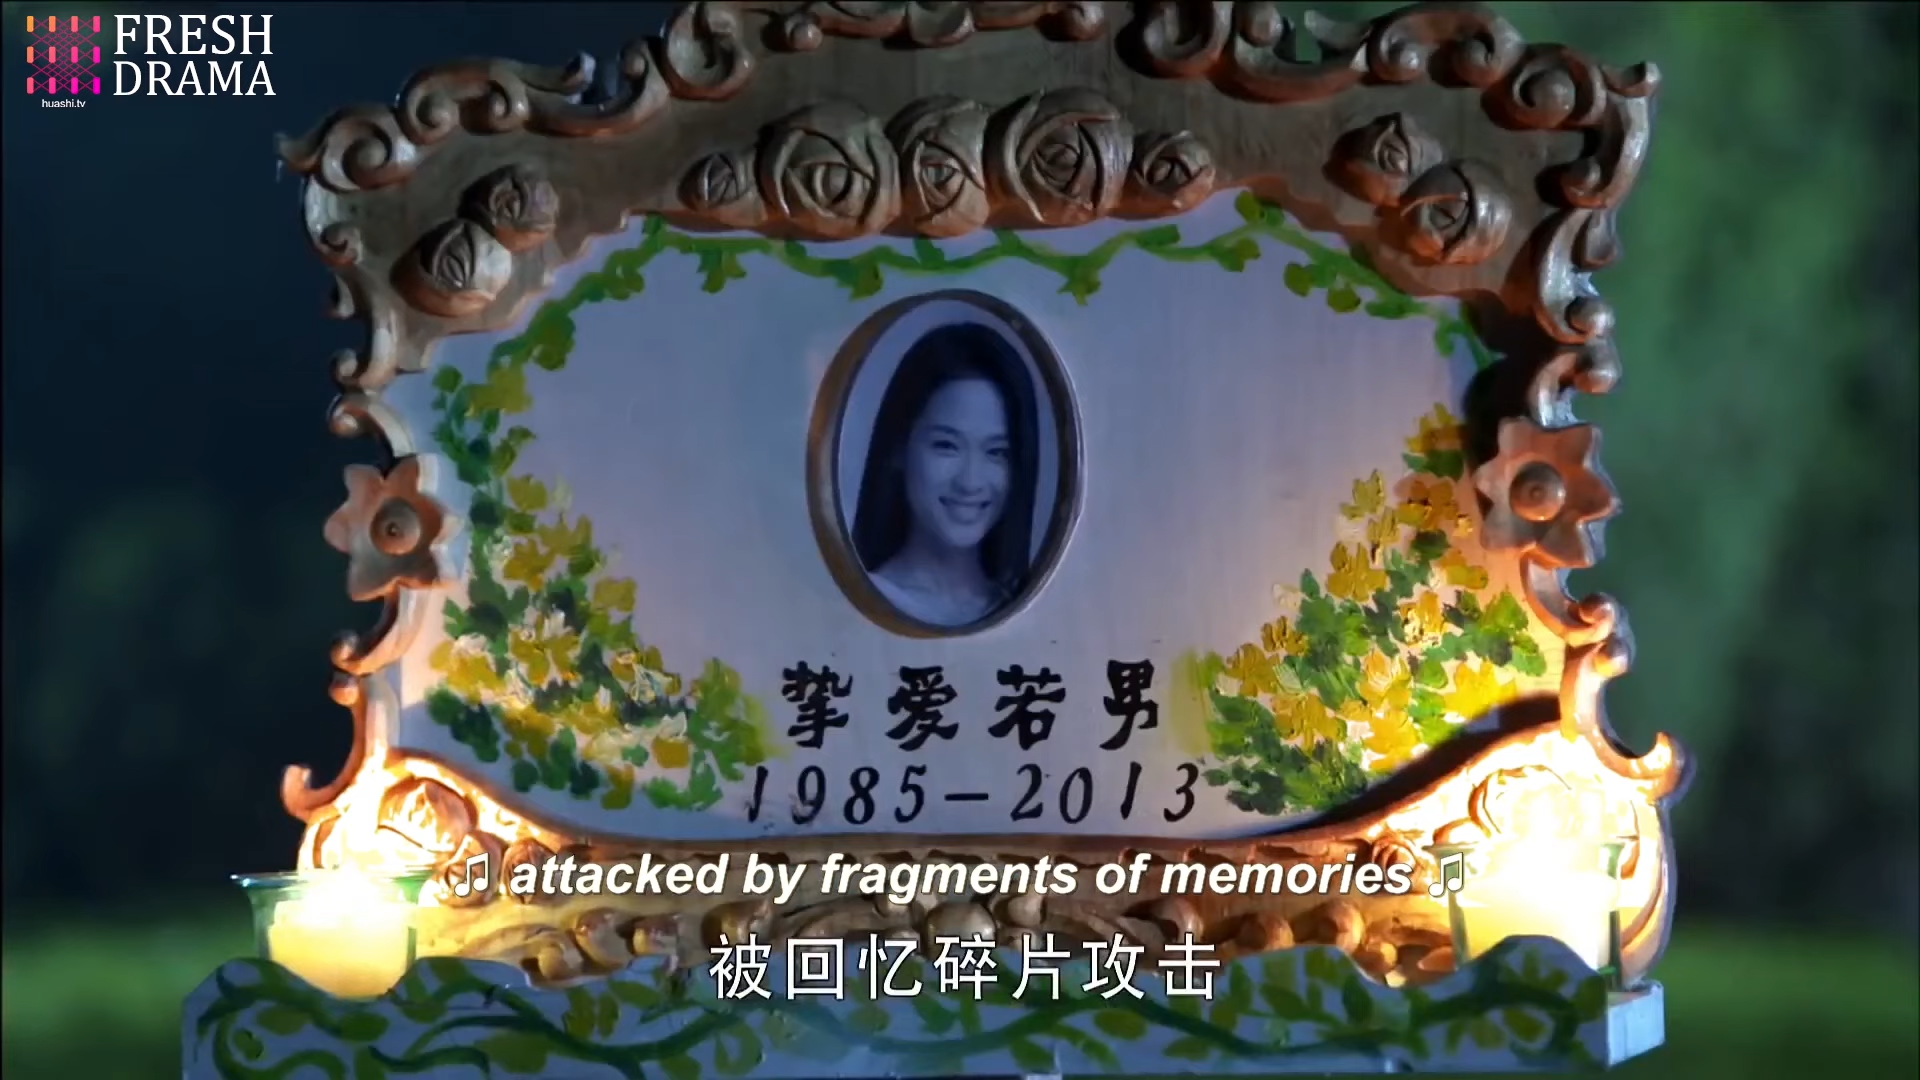 FRESH
DRAMA
huashi.tv
挚爱若男
1985-2013
♫ attacked by fragments of memories ♫
被回忆碎片攻击